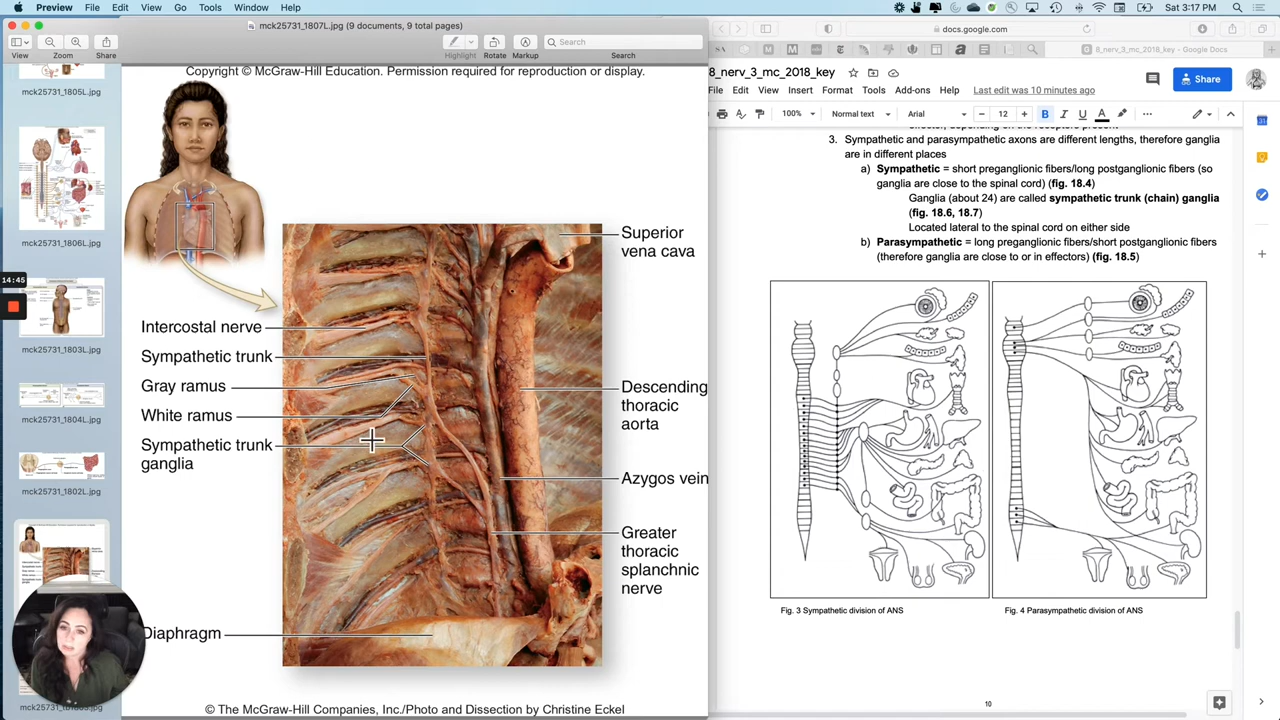 Preview
File
Edit
View
Go
Tools
Window
Help
Sat 3:17 PM
mck25731_1807L.jpg (9 documents, 9 total pages)
View
Zoom
Share
Highlight
Rotate
Markup
Search
Search
mck25731_1805L.jpg
mck25731_1806L.jpg
mck25731_1803L.jpg
mck25731_1804L.jpg
mck25731_1802L.jpg
14:45
Copyright © McGraw-Hill Education. Permission required for reproduction or display.
Intercostal nerve
Sympathetic trunk
Gray ramus
White ramus
Sympathetic trunk
ganglia
Diaphragm
Superior
vena cava
Descending
thoracic
aorta
Azygos vein
Greater
thoracic
splanchnic
nerve
© The McGraw-Hill Companies, Inc./Photo and Dissection by Christine Eckel
docs.google.com
8_nerv_3_mc_2018_key - Google Docs
8_nerv_3_mc_2018_key
File
Edit
View
Insert
Format
Tools
Add-ons
Help
Last edit was 10 minutes ago
Share
100%
Normal text
Arial
12
3. Sympathetic and parasympathetic axons are different lengths, therefore ganglia
are in different places
a) Sympathetic = short preganglionic fibers/long postganglionic fibers (so
ganglia are close to the spinal cord) (fig. 18.4)
Ganglia (about 24) are called sympathetic trunk (chain) ganglia
(fig. 18.6, 18.7)
Located lateral to the spinal cord on either side
b) Parasympathetic = long preganglionic fibers/short postganglionic fibers
(therefore ganglia are close to or in effectors) (fig. 18.5)
Fig. 3 Sympathetic division of ANS
Fig. 4 Parasympathetic division of ANS
10